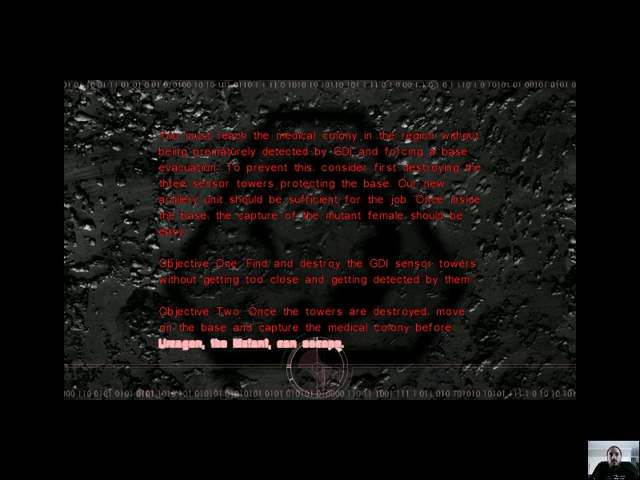 You must reach the medical colony in the region without
being prematurely detected by GDI and forcing a base
evacuation. To prevent this, consider first destroying the
three sensor towers protecting the base. Our new
artillery unit should be sufficient for the job. Once inside
the base, the capture of the mutant female should be
easy.
Objective One: Find and destroy the GDI sensor towers
without getting too close and getting detected by them
Objective Two: Once the towers are destroyed, move
on the base and capture the medical colony before
the Mutant, can escape.